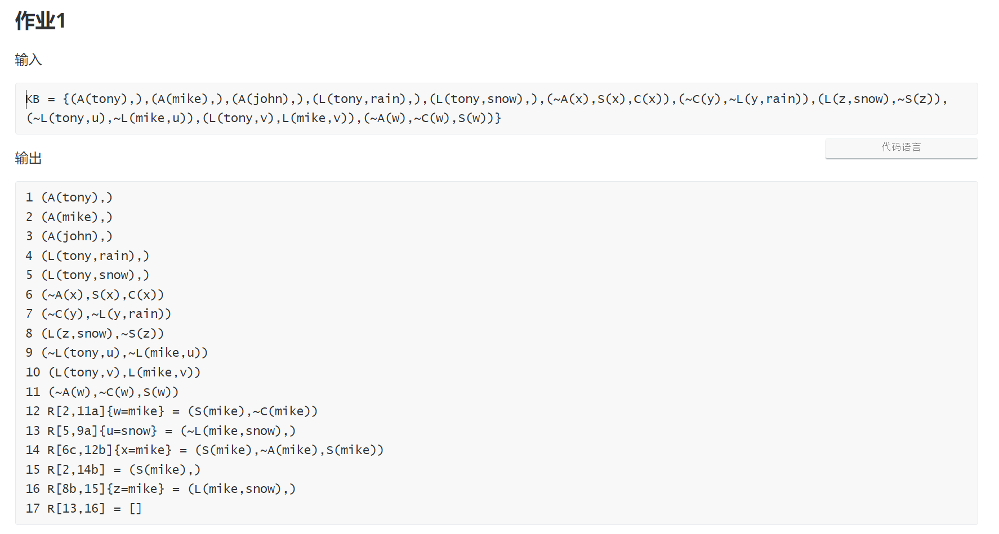 作业1
输入
KB = {(A(tony),),(A(mike),),(A(john),),(L(tony,rain),),(L(tony,snow),),(~A(x),S(x),C(x)),(~C(y),~L(y,rain)),(L(z,snow),~S(z)),
(~L(tony,u),~L(mike,u)),(L(tony,v),L(mike,v)),(~A(w),~C(w),S(w))}
代码语言
输出
1 (A(tony),)
2 (A(mike),)
3 (A(john),)
4 (L(tony,rain),)
5 (L(tony,snow),)
6 (~A(x),S(x),C(x))
7 (~C(y),~L(y,rain))
8 (L(z,snow),~S(z))
9 (~L(tony,u),~L(mike,u))
10 (L(tony,v),L(mike,v))
11 (~A(w),~C(w),S(w))
12 R[2,11a]{w=mike} = (S(mike),~C(mike))
13 R[5,9a]{u=snow} = (~L(mike,snow),)
14 R[6c,12b]{x=mike} = (S(mike),~A(mike),S(mike))
15 R[2,14b] = (S(mike),)
16 R[8b,15]{z=mike} = (L(mike,snow),)
17 R[13,16] = []